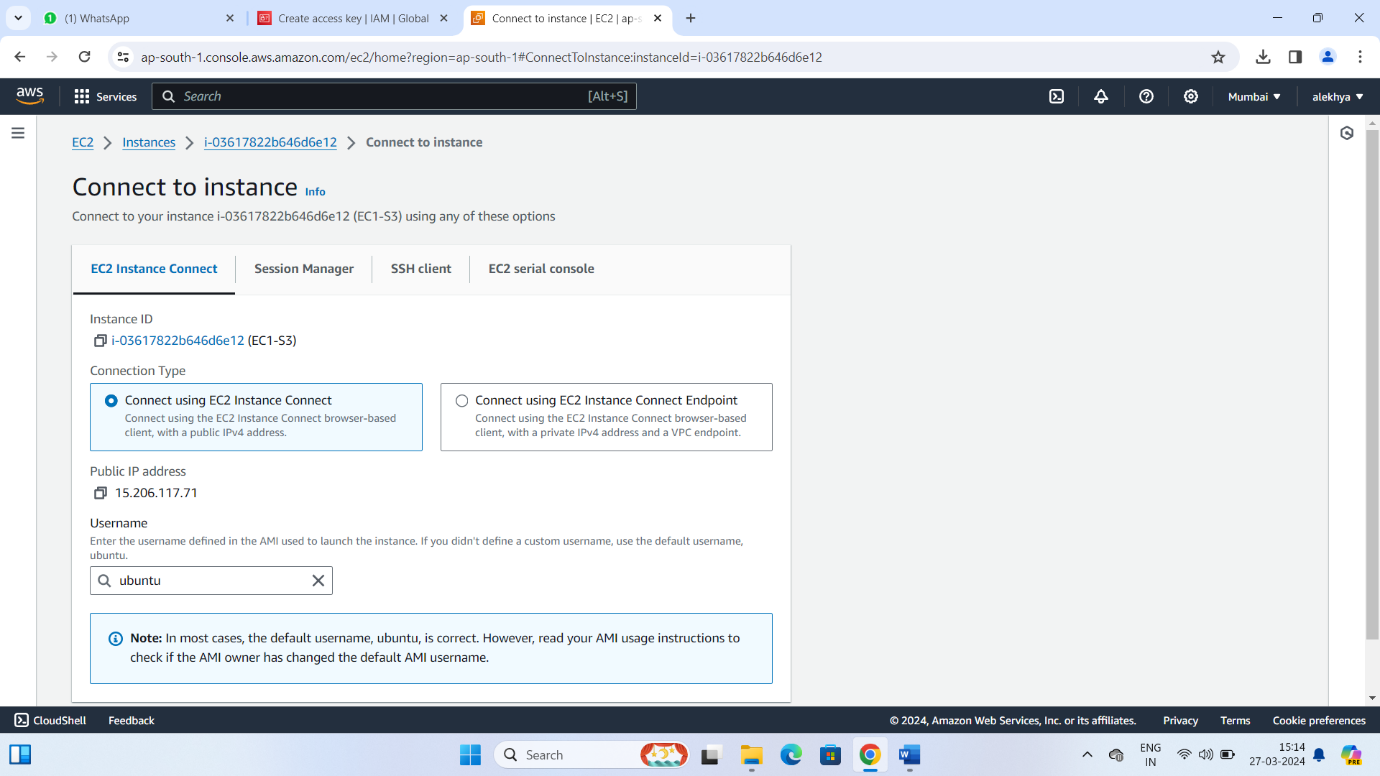 (1) WhatsApp
Create access key | IAM | Global
Connect to instance | EC2 | ap-s
ap-south-1.console.aws.amazon.com/ec2/home?region=ap-south-1#ConnectToInstance:instanceId=i-03617822b646d6e12
aws Services Search [Alt+S] Mumbai ▼ alekhya ▼
EC2 > Instances > i-03617822b646d6e12 > Connect to instance
Connect to instance Info
Connect to your instance i-03617822b646d6e12 (EC1-S3) using any of these options
EC2 Instance Connect Session Manager SSH client EC2 serial console
Instance ID
i-03617822b646d6e12 (EC1-S3)
Connection Type
Connect using EC2 Instance Connect
Connect using the EC2 Instance Connect browser-based
client, with a public IPv4 address.
Connect using EC2 Instance Connect Endpoint
Connect using the EC2 Instance Connect browser-based
client, with a private IPv4 address and a VPC endpoint.
Public IP address
15.206.117.71
Username
Enter the username defined in the AMI used to launch the instance. If you didn't define a custom username, use the default username,
ubuntu.
ubuntu
Note: In most cases, the default username, ubuntu, is correct. However, read your AMI usage instructions to
check if the AMI owner has changed the default AMI username.
CloudShell Feedback © 2024, Amazon Web Services, Inc. or its affiliates. Privacy Terms Cookie preferences
Search
ENG
IN
15:14
27-03-2024
PRE